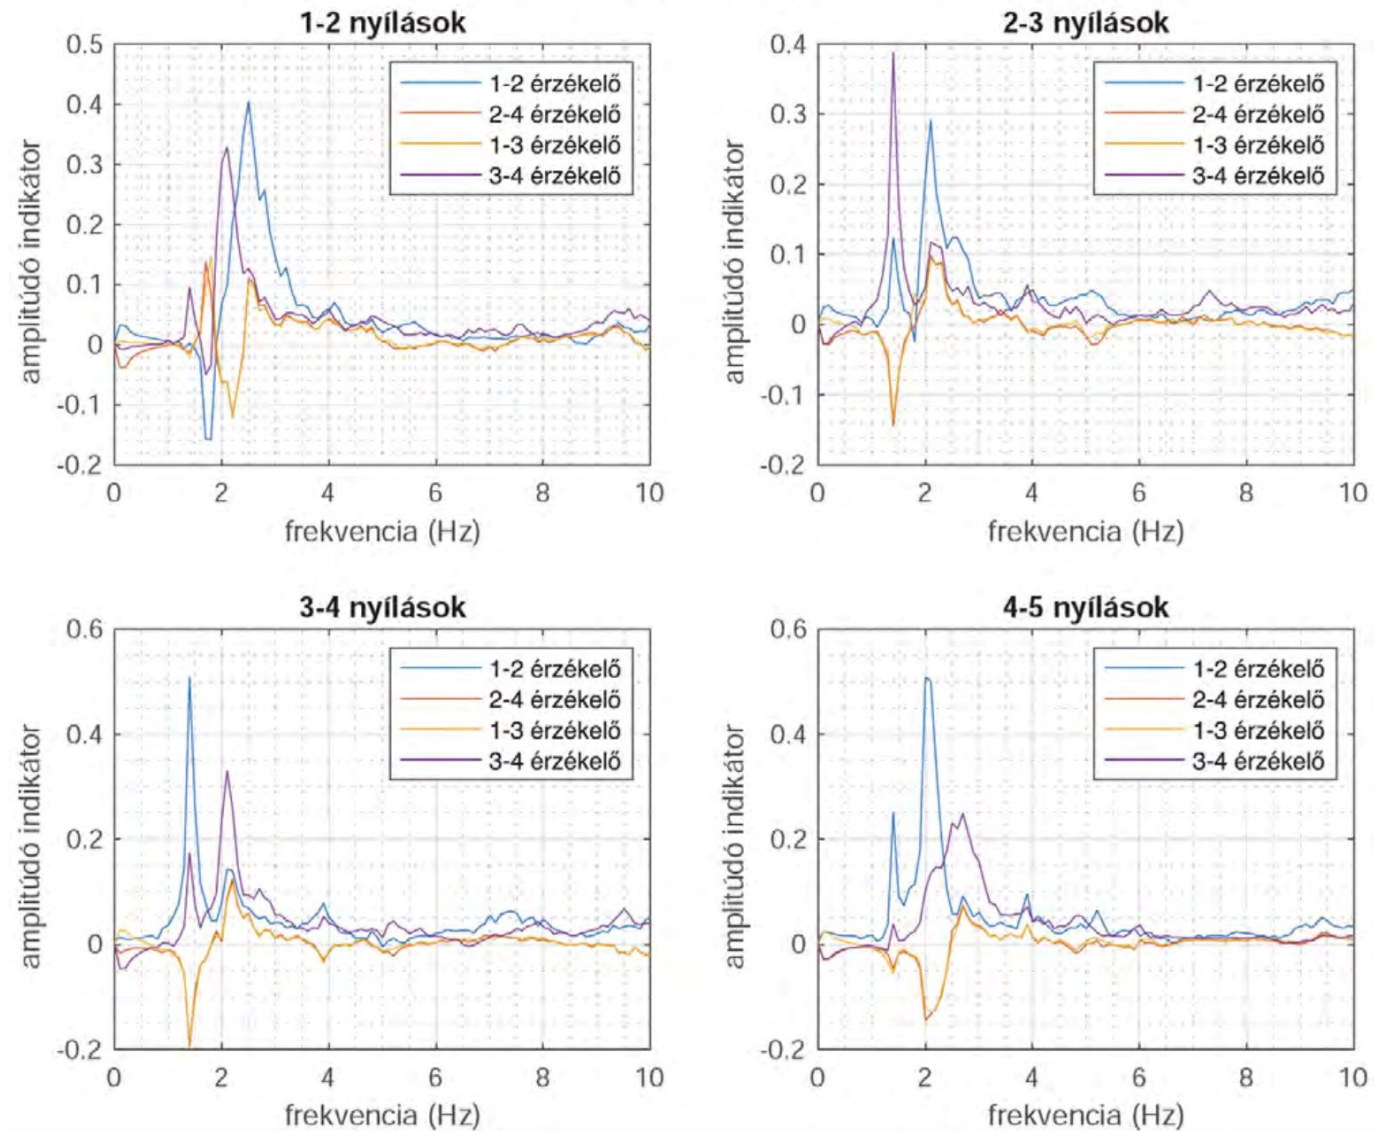 1-2 nyílások
0.5
0.4
0.3
0.2
0.1
0
-0.1
-0.2
amplitúdó indikátor
1-2 érzékelő
2-4 érzékelő
1-3 érzékelő
3-4 érzékelő
0 2 4 6 8 10
frekvencia (Hz)
2-3 nyílások
0.4
0.3
0.2
0.1
0
-0.1
-0.2
amplitúdó indikátor
1-2 érzékelő
2-4 érzékelő
1-3 érzékelő
3-4 érzékelő
0 2 4 6 8 10
frekvencia (Hz)
3-4 nyílások
0.6
0.4
0.2
0
-0.2
amplitúdó indikátor
1-2 érzékelő
2-4 érzékelő
1-3 érzékelő
3-4 érzékelő
0 2 4 6 8 10
frekvencia (Hz)
4-5 nyílások
0.6
0.4
0.2
0
-0.2
amplitúdó indikátor
1-2 érzékelő
2-4 érzékelő
1-3 érzékelő
3-4 érzékelő
0 2 4 6 8 10
frekvencia (Hz)